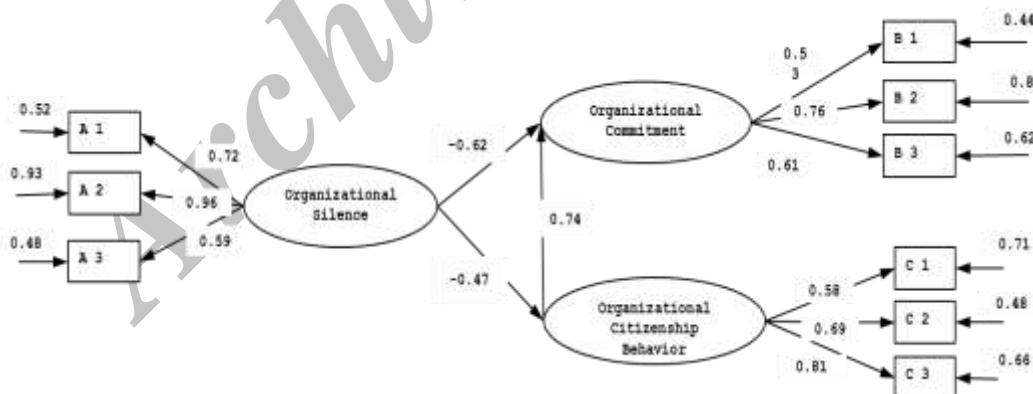 0.52
A 1
0.72
0.93
A 2
0.96
0.48
A 3
0.59
Organizational
Silence
-0.62
-0.47
0.74
Organizational
Commitment
0.5
3
0.76
0.61
B 1
0.44
B 2
0.8
B 3
0.62
Organizational
Citizenship
Behavior
0.58
0.69
0.81
C 1
0.71
C 2
0.48
C 3
0.66